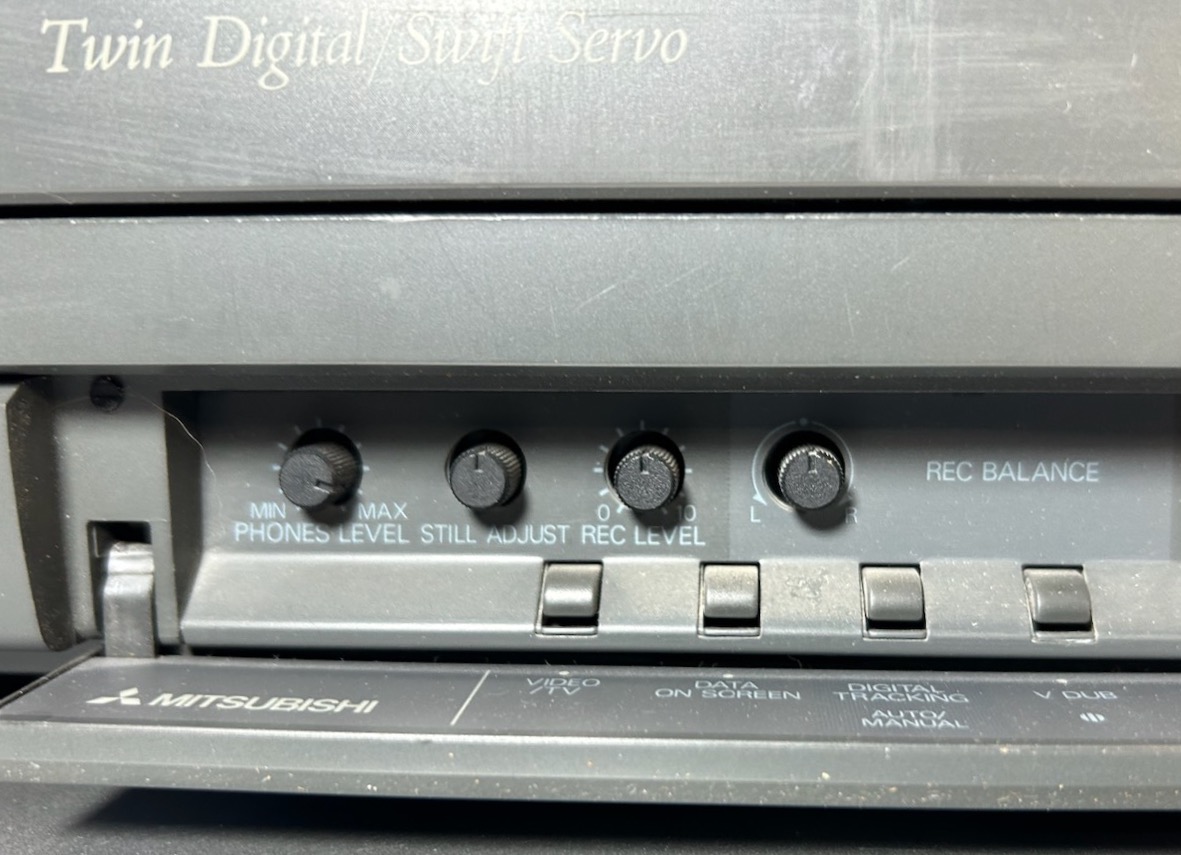 Twin Digital/Swift Servo
REC BALANCE
MIN MAX 0 10 L R
PHONES LEVEL STILL ADJUST REC LEVEL
MITSUBISHI
VIDEO
/TV
DATA
ON SCREEN
DIGITAL
TRACKING
AUTO/
MANUAL
V DUB